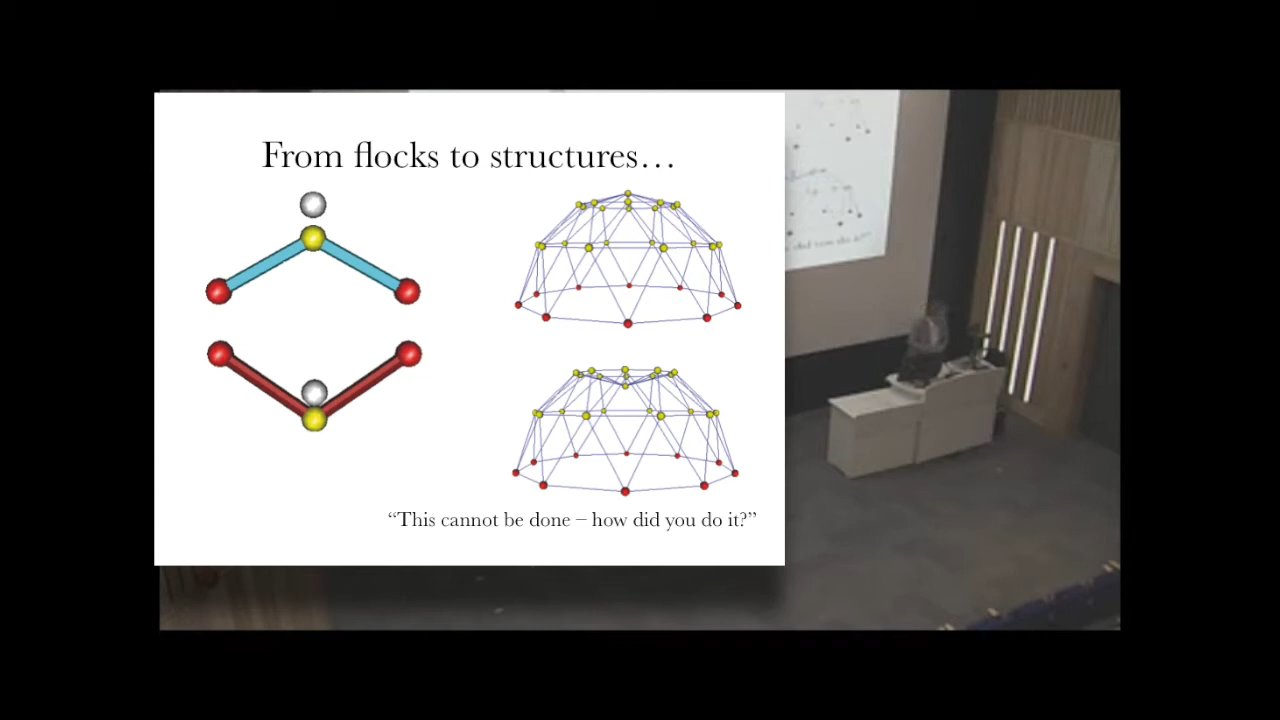 From flocks to structures…
“This cannot be done – how did you do it?”